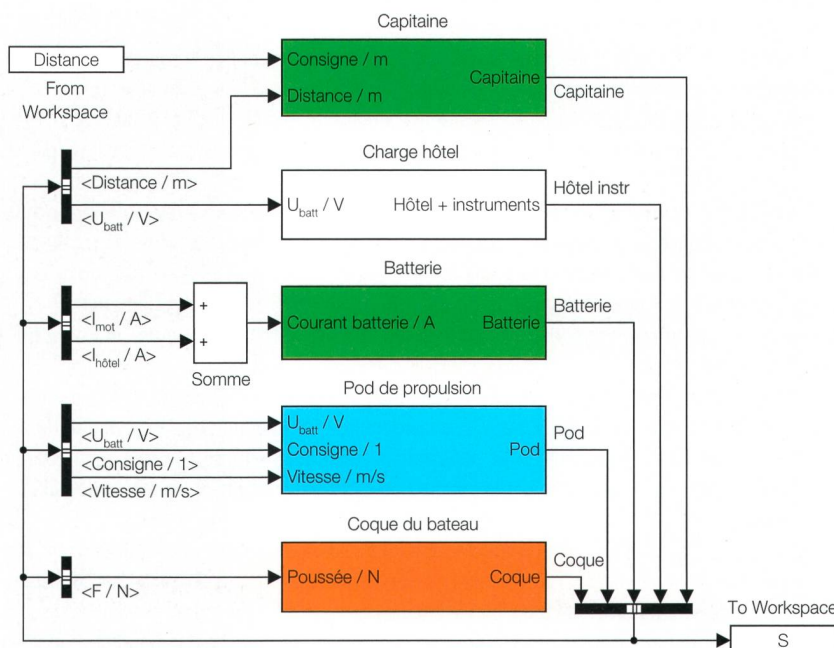 Capitaine
Distance
From
Workspace
Consigne / m
Distance / m
Capitaine
Capitaine
<Distance / m>
<U_batt / V>
Charge hôtel
U_batt / V
Hôtel + instruments
Hôtel instr
Batterie
<I_mot / A>
<I_hôtel / A>
+
+
Somme
Courant batterie / A
Batterie
Batterie
Pod de propulsion
<U_batt / V>
<Consigne / 1>
<Vitesse / m/s>
U_batt / V
Consigne / 1
Vitesse / m/s
Pod
Pod
Coque du bateau
<F / N>
Poussée / N
Coque
Coque
To Workspace
S